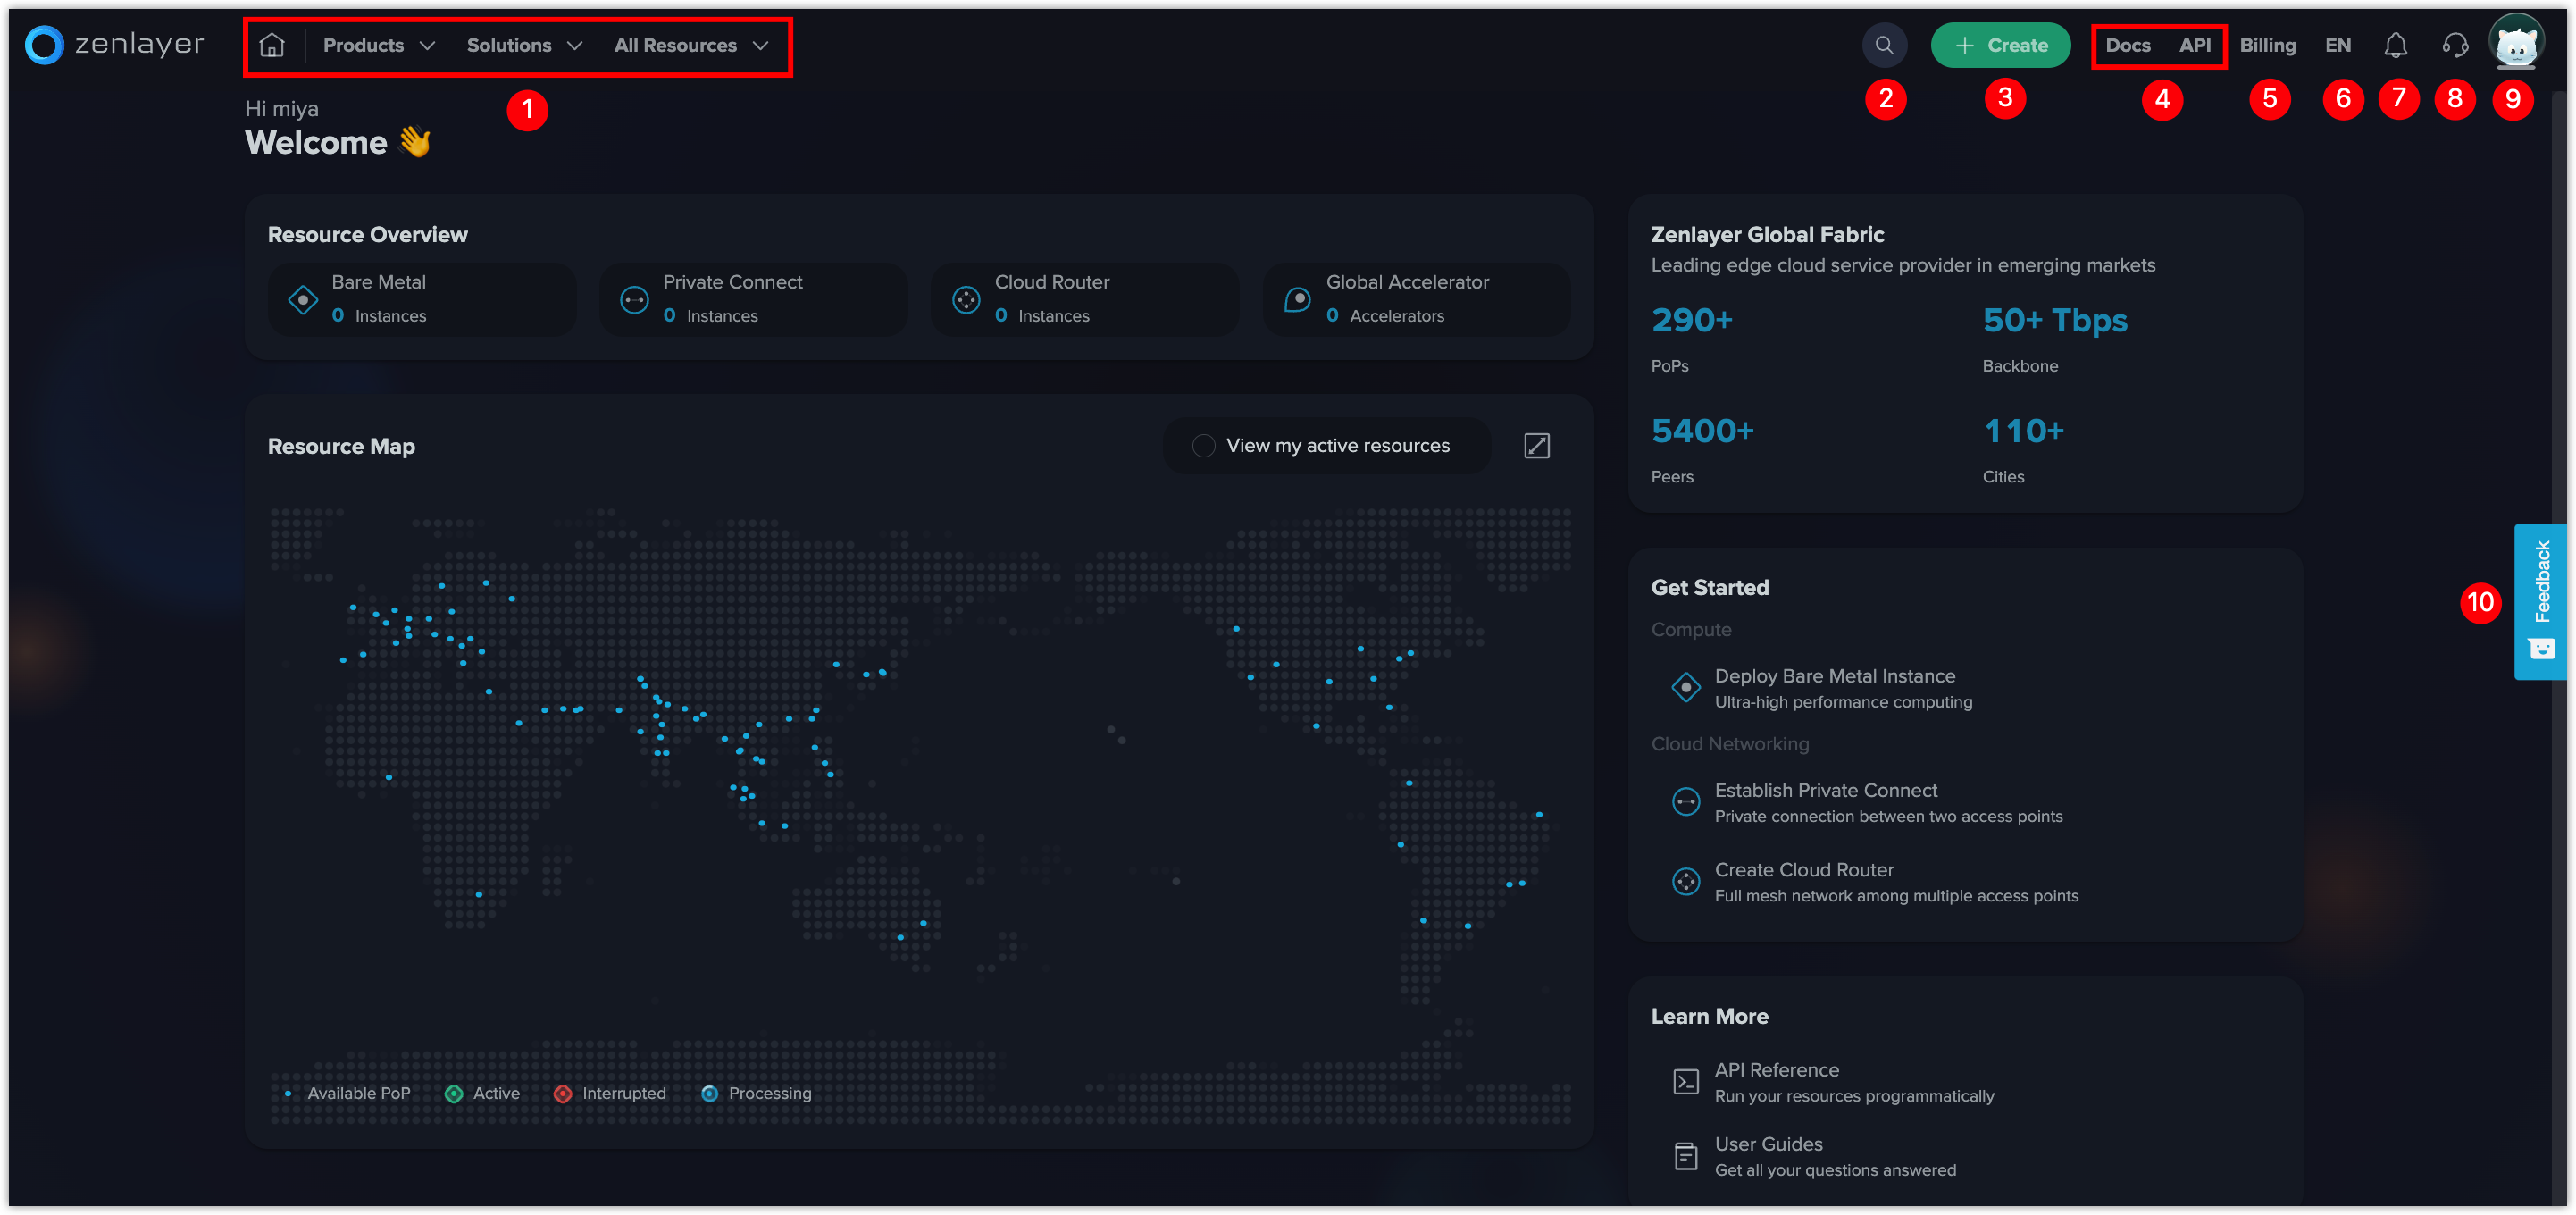 zenlayer
Products
Solutions
All Resources
Create
Docs
API
Billing
EN
1
2
3
4
5
6
7
8
9
Hi miya
Welcome 👋
Resource Overview
Bare Metal
0 Instances
Private Connect
0 Instances
Cloud Router
0 Instances
Global Accelerator
0 Accelerators
Resource Map
View my active resources
Available PoP
Active
Interrupted
Processing
Zenlayer Global Fabric
Leading edge cloud service provider in emerging markets
290+
PoPs
50+ Tbps
Backbone
5400+
Peers
110+
Cities
Get Started
Compute
Deploy Bare Metal Instance
Ultra-high performance computing
Cloud Networking
Establish Private Connect
Private connection between two access points
Create Cloud Router
Full mesh network among multiple access points
Learn More
API Reference
Run your resources programmatically
User Guides
Get all your questions answered
10
Feedback